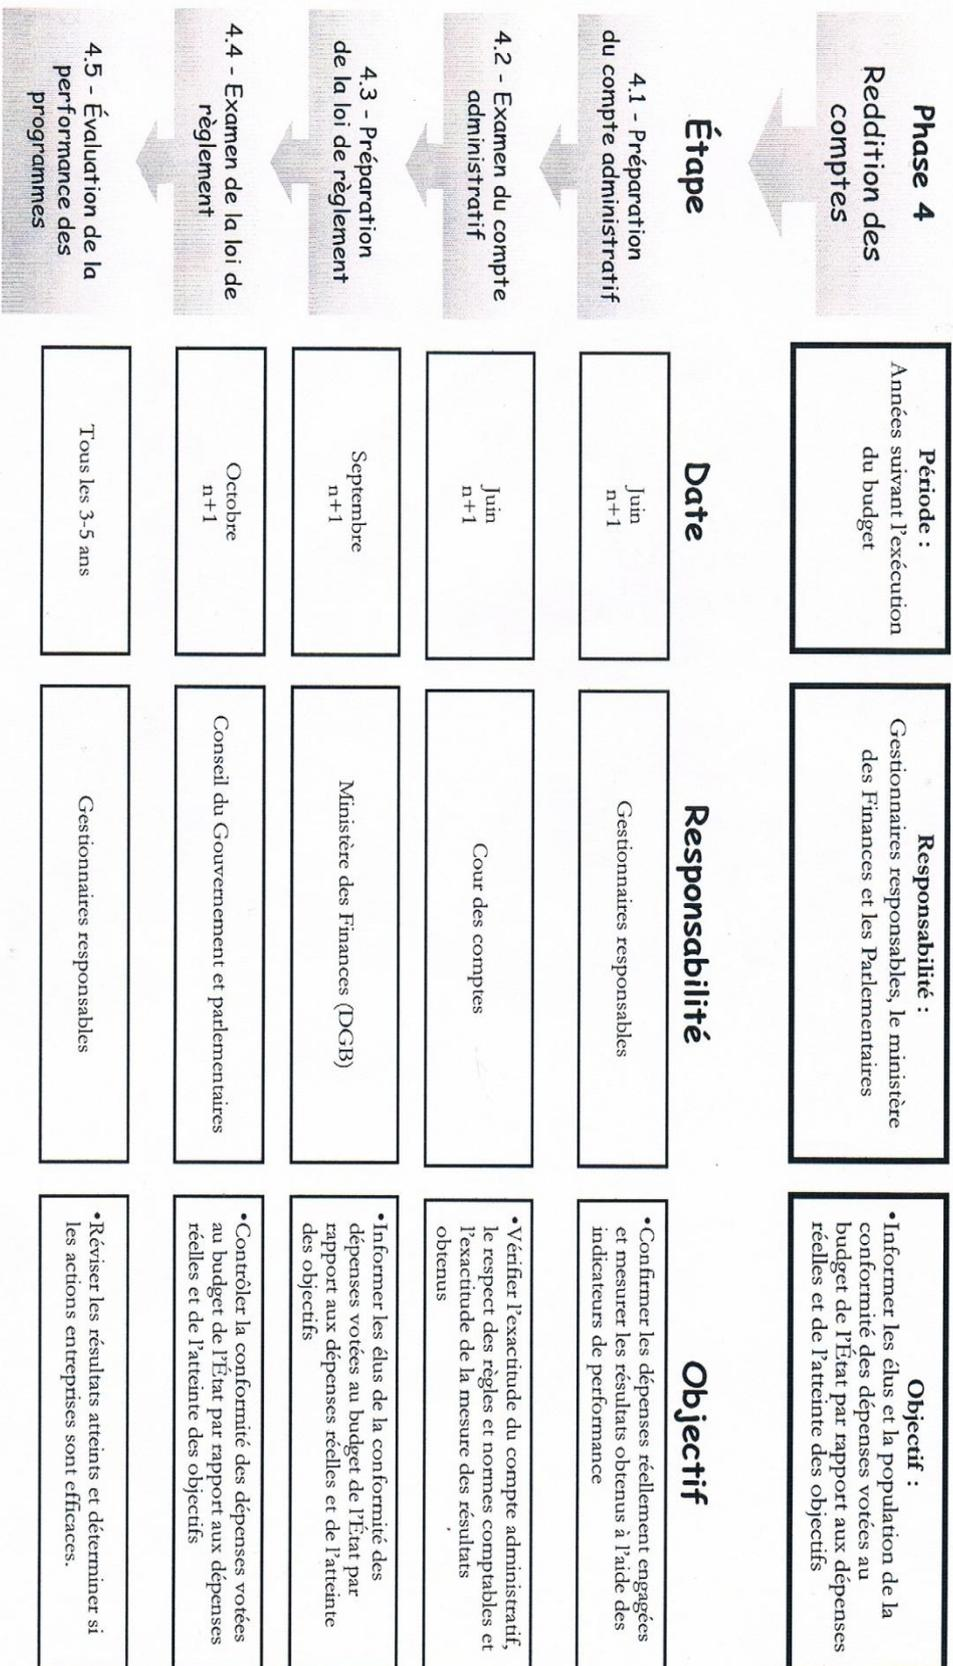 Phase 4
Reddition des
comptes
Période :
Années suivant l'exécution
du budget
Responsabilité :
Gestionnaires responsables, le ministère
des Finances et les Parlementaires
Objectif :
•Informer les élus et la population de la
conformité des dépenses votées au
budget de l'État par rapport aux dépenses
réelles et de l'atteinte des objectifs
Étape
Date
Responsabilité
Objectif
4.1 - Préparation
du compte administratif
Juin
n+1
Gestionnaires responsables
•Confirmer les dépenses réellement engagées
et mesurer les résultats obtenus à l'aide des
indicateurs de performance
4.2 - Examen du compte
administratif
Juin
n+1
Cour des comptes
•Vérifier l'exactitude du compte administratif,
le respect des règles et normes comptables et
l'exactitude de la mesure des résultats
obtenus
4.3 - Préparation
de la loi de règlement
Septembre
n+1
Ministère des Finances (DGB)
•Informer les élus de la conformité des
dépenses votées au budget de l'État par
rapport aux dépenses réelles et de l'atteinte
des objectifs
4.4 - Examen de la loi de
règlement
Octobre
n+1
Conseil du Gouvernement et parlementaires
•Contrôler la conformité des dépenses votées
au budget de l'État par rapport aux dépenses
réelles et de l'atteinte des objectifs
4.5 - Évaluation de la
performance des
programmes
Tous les 3-5 ans
Gestionnaires responsables
•Réviser les résultats atteints et déterminer si
les actions entreprises sont efficaces.